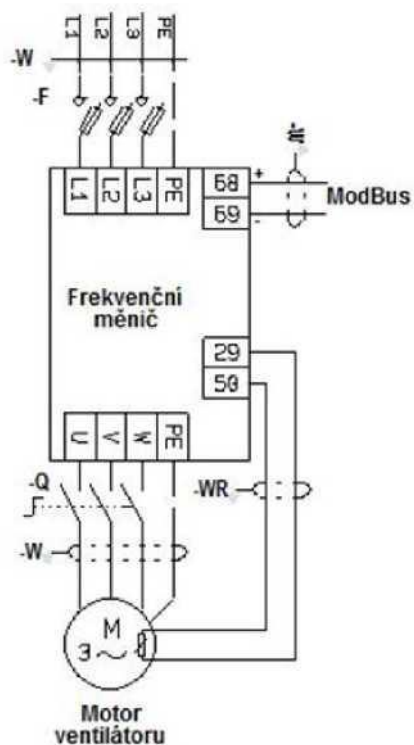 L1 L2 L3 PE
-W
-F
L1 L2 L3 PE
68 +
69 -
ModBus
Frekvenční
měnič
29
50
U V W PE
-Q
-WR
-W
M
3 ~
Motor
ventilátoru